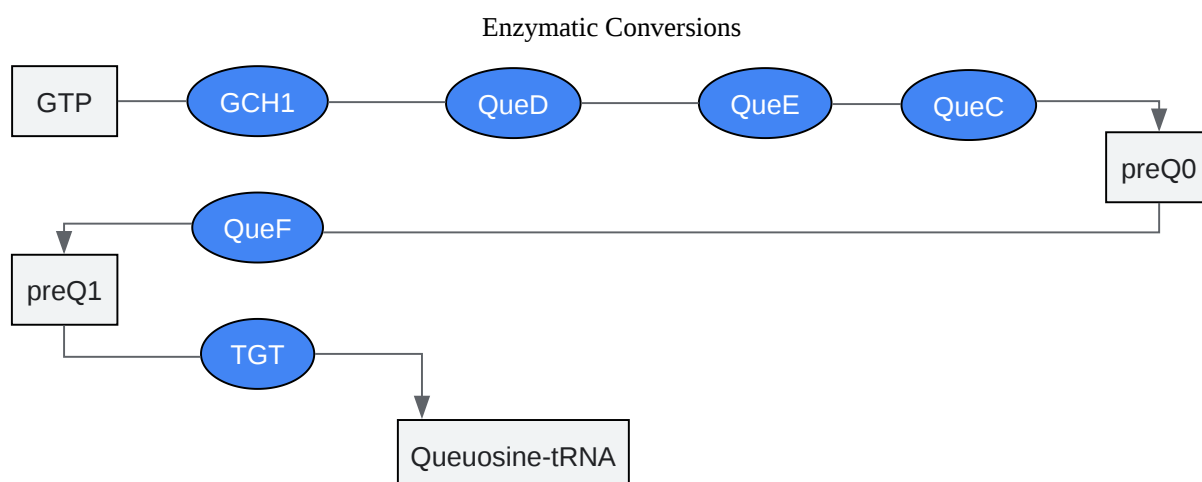 Enzymatic Conversions
GTP
GCH1
QueD
QueE
QueC
preQ0
QueF
preQ1
TGT
Queuosine-tRNA